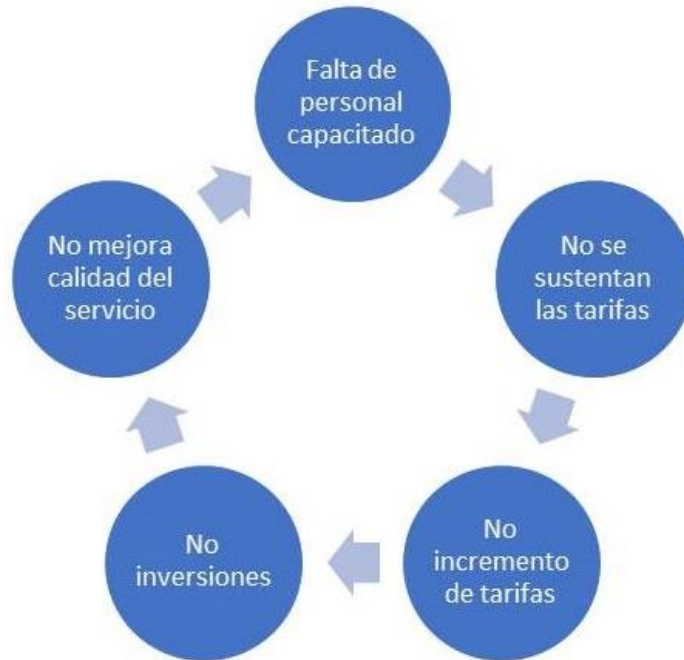 Falta de
personal
capacitado
No se
sustentan
las tarifas
No
incremento
de tarifas
No
inversiones
No mejora
calidad del
servicio